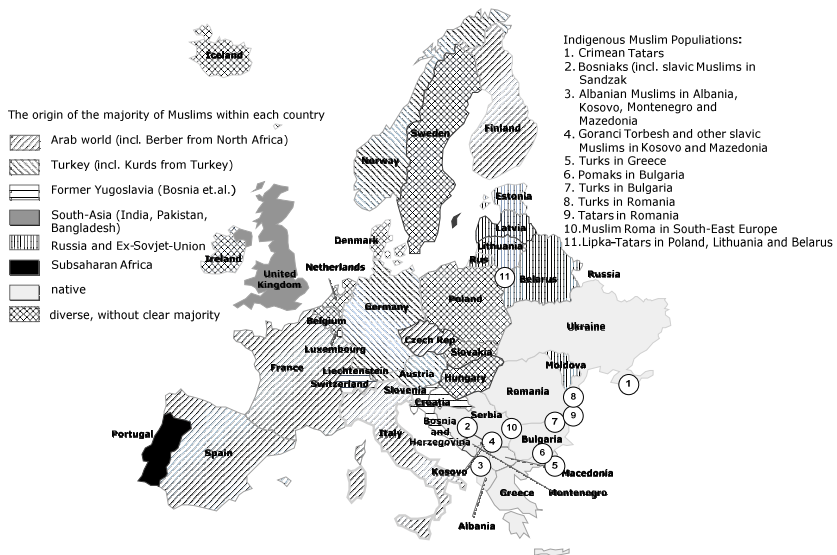 Iceland
The origin of the majority of Muslims within each country
Arab world (incl. Berber from North Africa)
Turkey (incl. Kurds from Turkey)
Former Yugoslavia (Bosnia et.al.)
South-Asia (India, Pakistan,
Bangladesh)
Russia and Ex-Sovjet-Union
Subsaharan Africa
native
diverse, without clear majority
Indigenous Muslim Populiations:
1. Crimean Tatars
2. Bosniaks (incl. slavic Muslims in
Sandzak
3. Albanian Muslims in Albania,
Kosovo, Montenegro and
Mazedonia
4. Goranci Torbesh and other slavic
Muslims in Kosovo and Mazedonia
5. Turks in Greece
6. Pomaks in Bulgaria
7. Turks in Bulgaria
8. Turks in Romania
9. Tatars in Romania
10.Muslim Roma in South-East Europe
11.Lipka-Tatars in Poland, Lithuania and Belarus
Finland
Sweden
Norway
Estonia
Latvia
Lithuania
Denmark
Ireland
Rus
Netherlands
United
Kingdom
11
Belarus
Russia
Poland
Germany
Belgium
Ukraine
Czech Rep
Luxembourg
Slovakia
France
Liechtenstein
Austria
Moldova
Switzerland
Hungary
1
Slovenia
Romania
8
Croatia
Serbia
9
Bosnia
and
Herzegovina
2
10
7
Portugal
Italy
4
Bulgaria
Spain
6
Kosovo
3
5
Macedonia
Greece
Montenegro
Albania